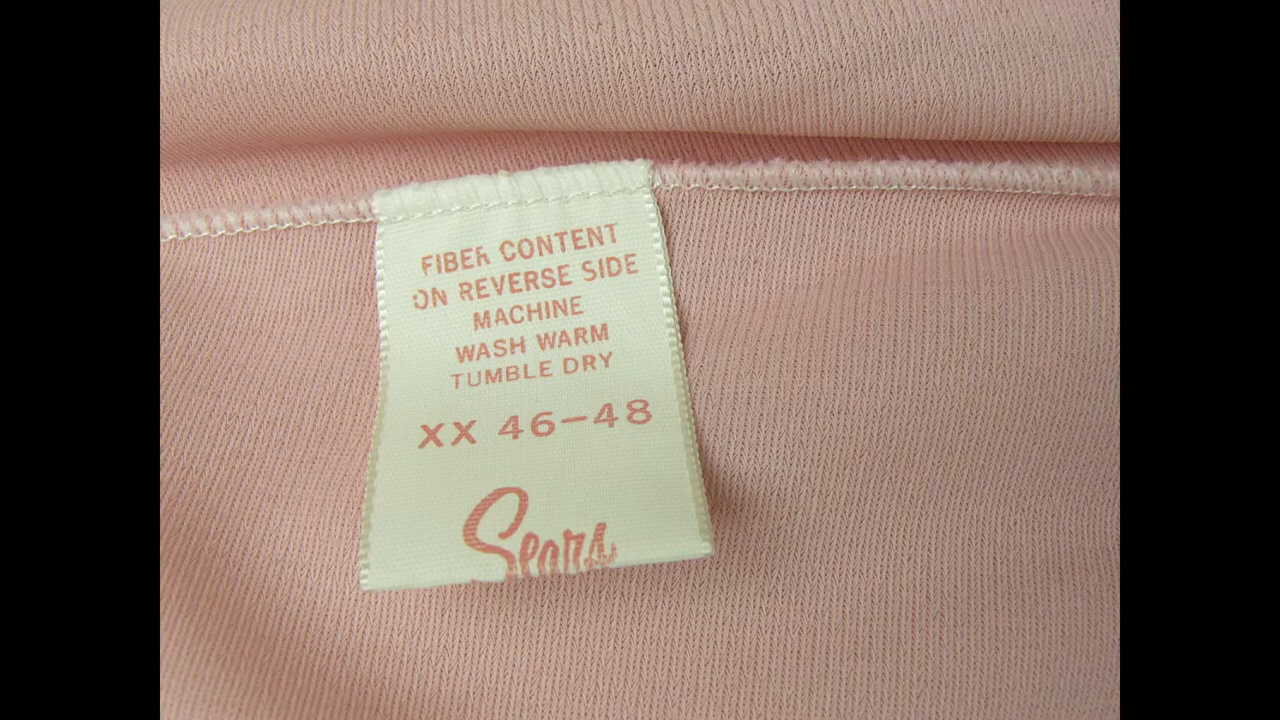 FIBER CONTENT
ON REVERSE SIDE
MACHINE
WASH WARM
TUMBLE DRY
XX 46-48
Sears